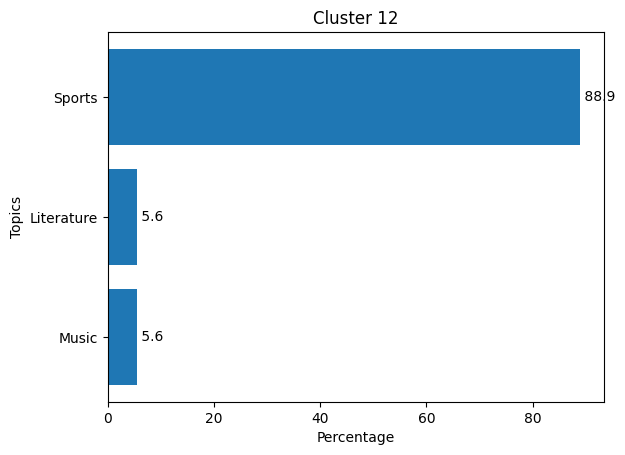 Cluster 12
Sports
88.9
Literature
5.6
Music
5.6
Topics
0 20 40 60 80
Percentage